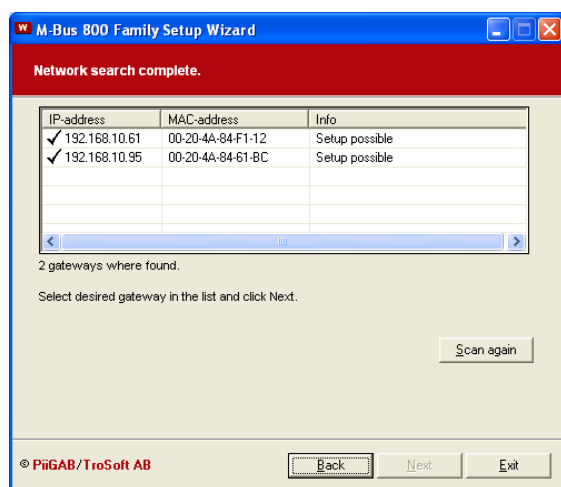 M-Bus 800 Family Setup Wizard
Network search complete.
IP-address MAC-address Info
192.168.10.61 00-20-4A-84-F1-12 Setup possible
192.168.10.95 00-20-4A-84-61-BC Setup possible
2 gateways where found.
Select desired gateway in the list and click Next.
Scan again
© PiiGAB/TroSoft AB Back Next Exit